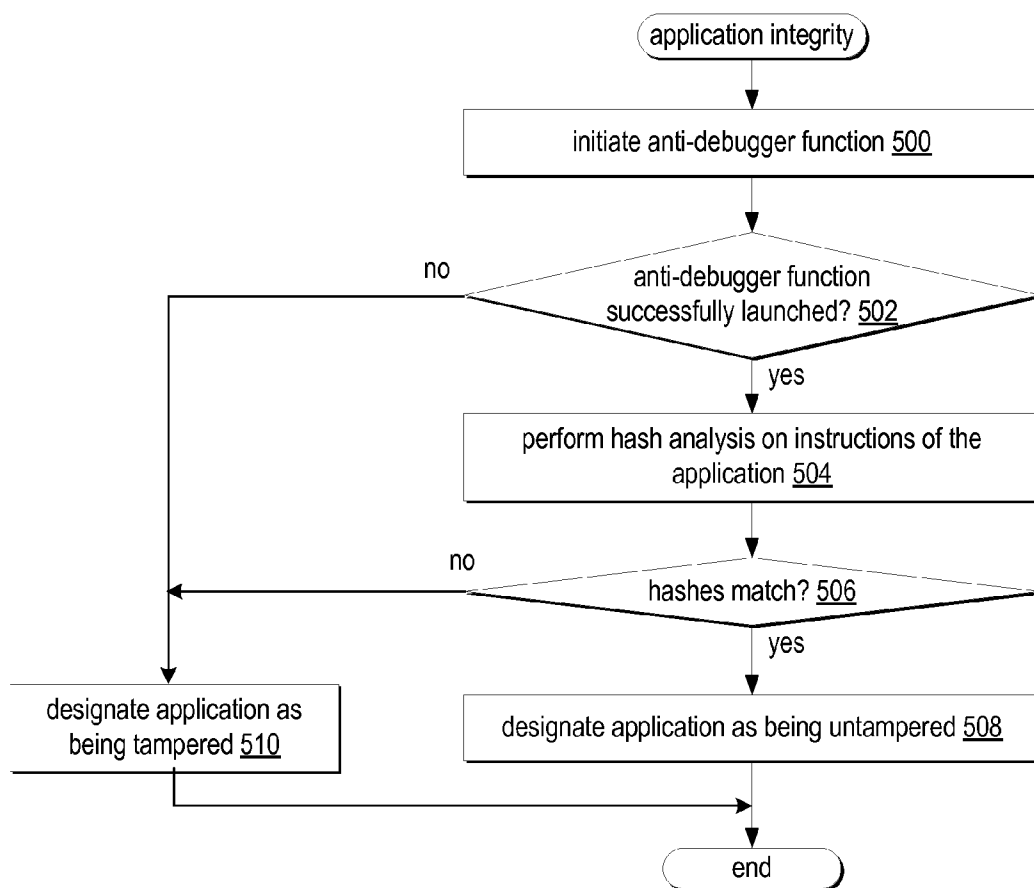 application integrity
initiate anti-debugger function 500
no
anti-debugger function
successfully launched? 502
yes
perform hash analysis on instructions of the
application 504
no
hashes match? 506
yes
designate application as
being tampered 510
designate application as being untampered 508
end